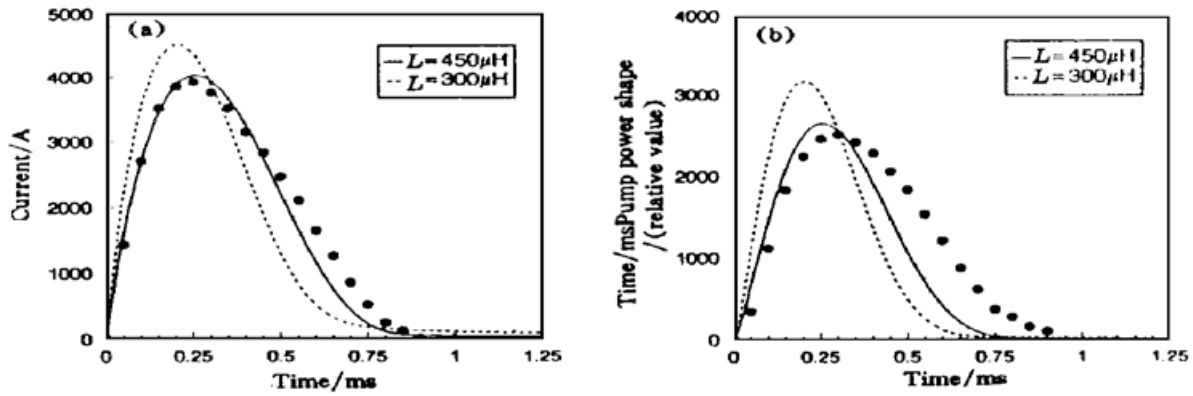 (a)
L=450μH
L=300μH
5000
4000
3000
2000
1000
0
Current/A
0
0.25
0.5
0.75
1
1.25
Time/ms
(b)
L=450μH
L=300μH
4000
3000
2000
1000
0
Time/msPump power shape
/(relative value)
0
0.25
0.5
0.75
1
1.25
Time/ms